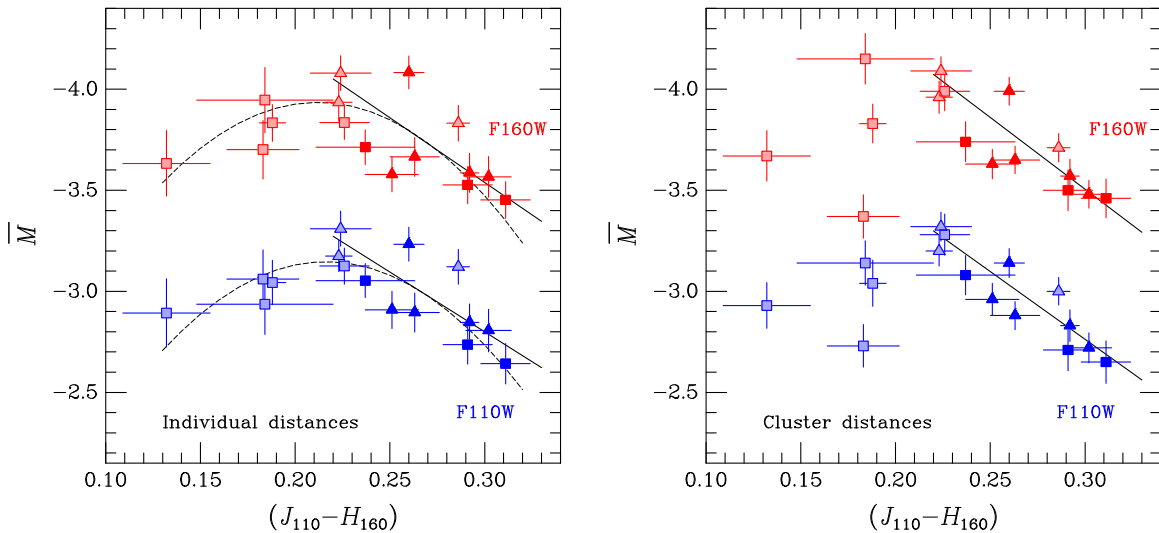 −4.0
−3.5
−3.0
−2.5
M̅
F160W
F110W
Individual distances
0.10 0.15 0.20 0.25 0.30
(J₁₁₀−H₁₆₀)
−4.0
−3.5
−3.0
−2.5
M̅
F160W
F110W
Cluster distances
0.10 0.15 0.20 0.25 0.30
(J₁₁₀−H₁₆₀)